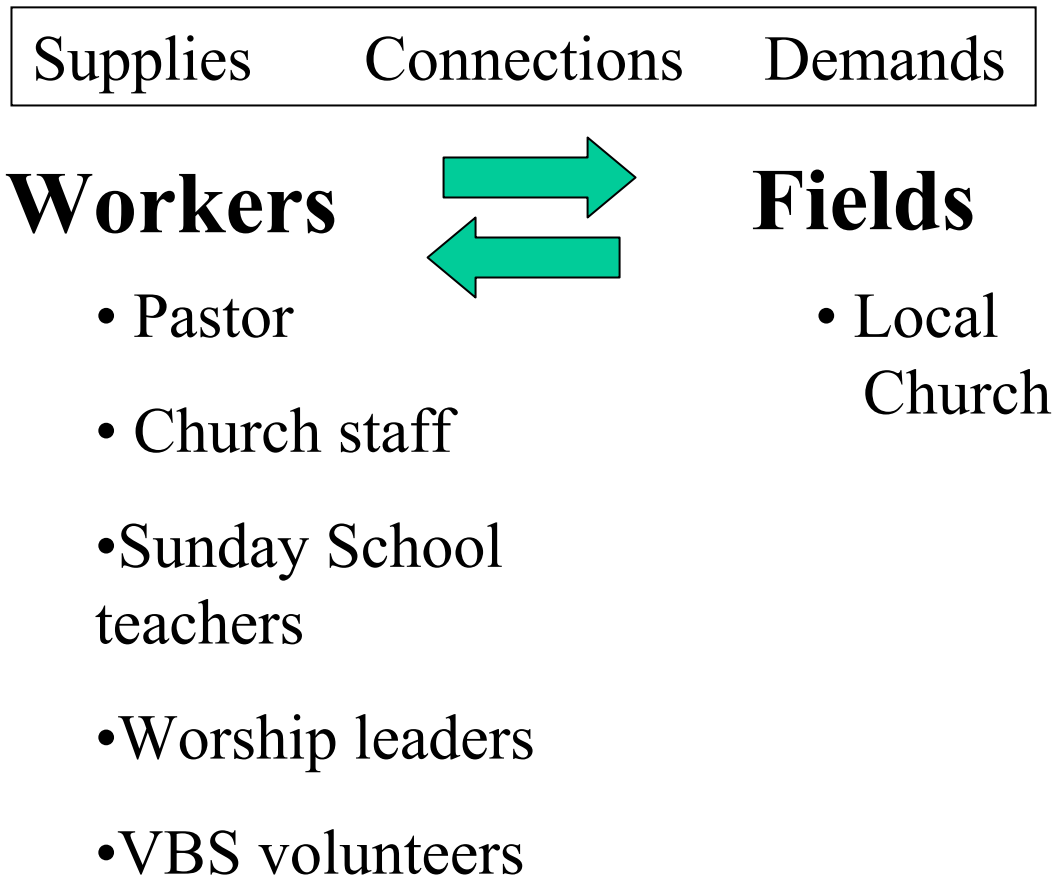 Supplies Connections Demands
Workers
• Pastor
• Church staff
•Sunday School
teachers
•Worship leaders
•VBS volunteers
Fields
• Local
Church